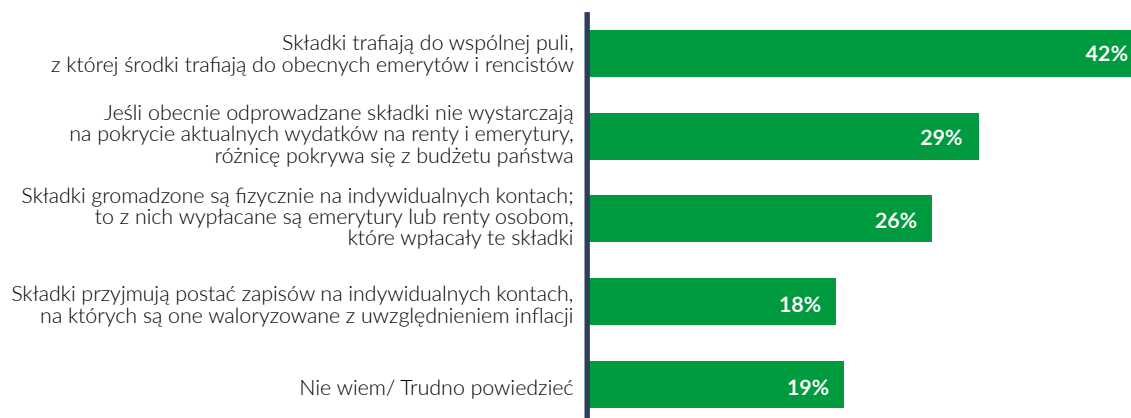 Składki trafiają do wspólnej puli,
z której środki trafiają do obecnych emerytów i rencistów
42%
Jeśli obecnie odprowadzane składki nie wystarczają
na pokrycie aktualnych wydatków na renty i emerytury,
różnicę pokrywa się z budżetu państwa
29%
Składki gromadzone są fizycznie na indywidualnych kontach;
to z nich wypłacane są emerytury lub renty osobom,
które wpłacały te składki
26%
Składki przyjmują postać zapisów na indywidualnych kontach,
na których są one waloryzowane z uwzględnieniem inflacji
18%
Nie wiem/ Trudno powiedzieć
19%